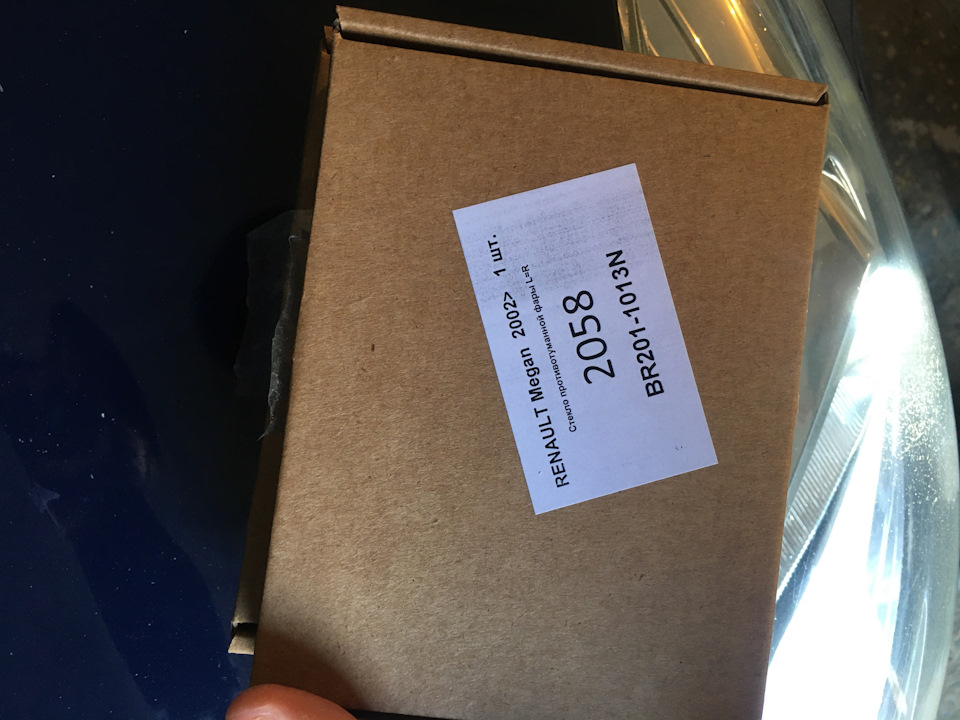 RENAULT Megan 2002> 1 шт.
Стекло противотуманной фары L=R
2058
BR201-1013N